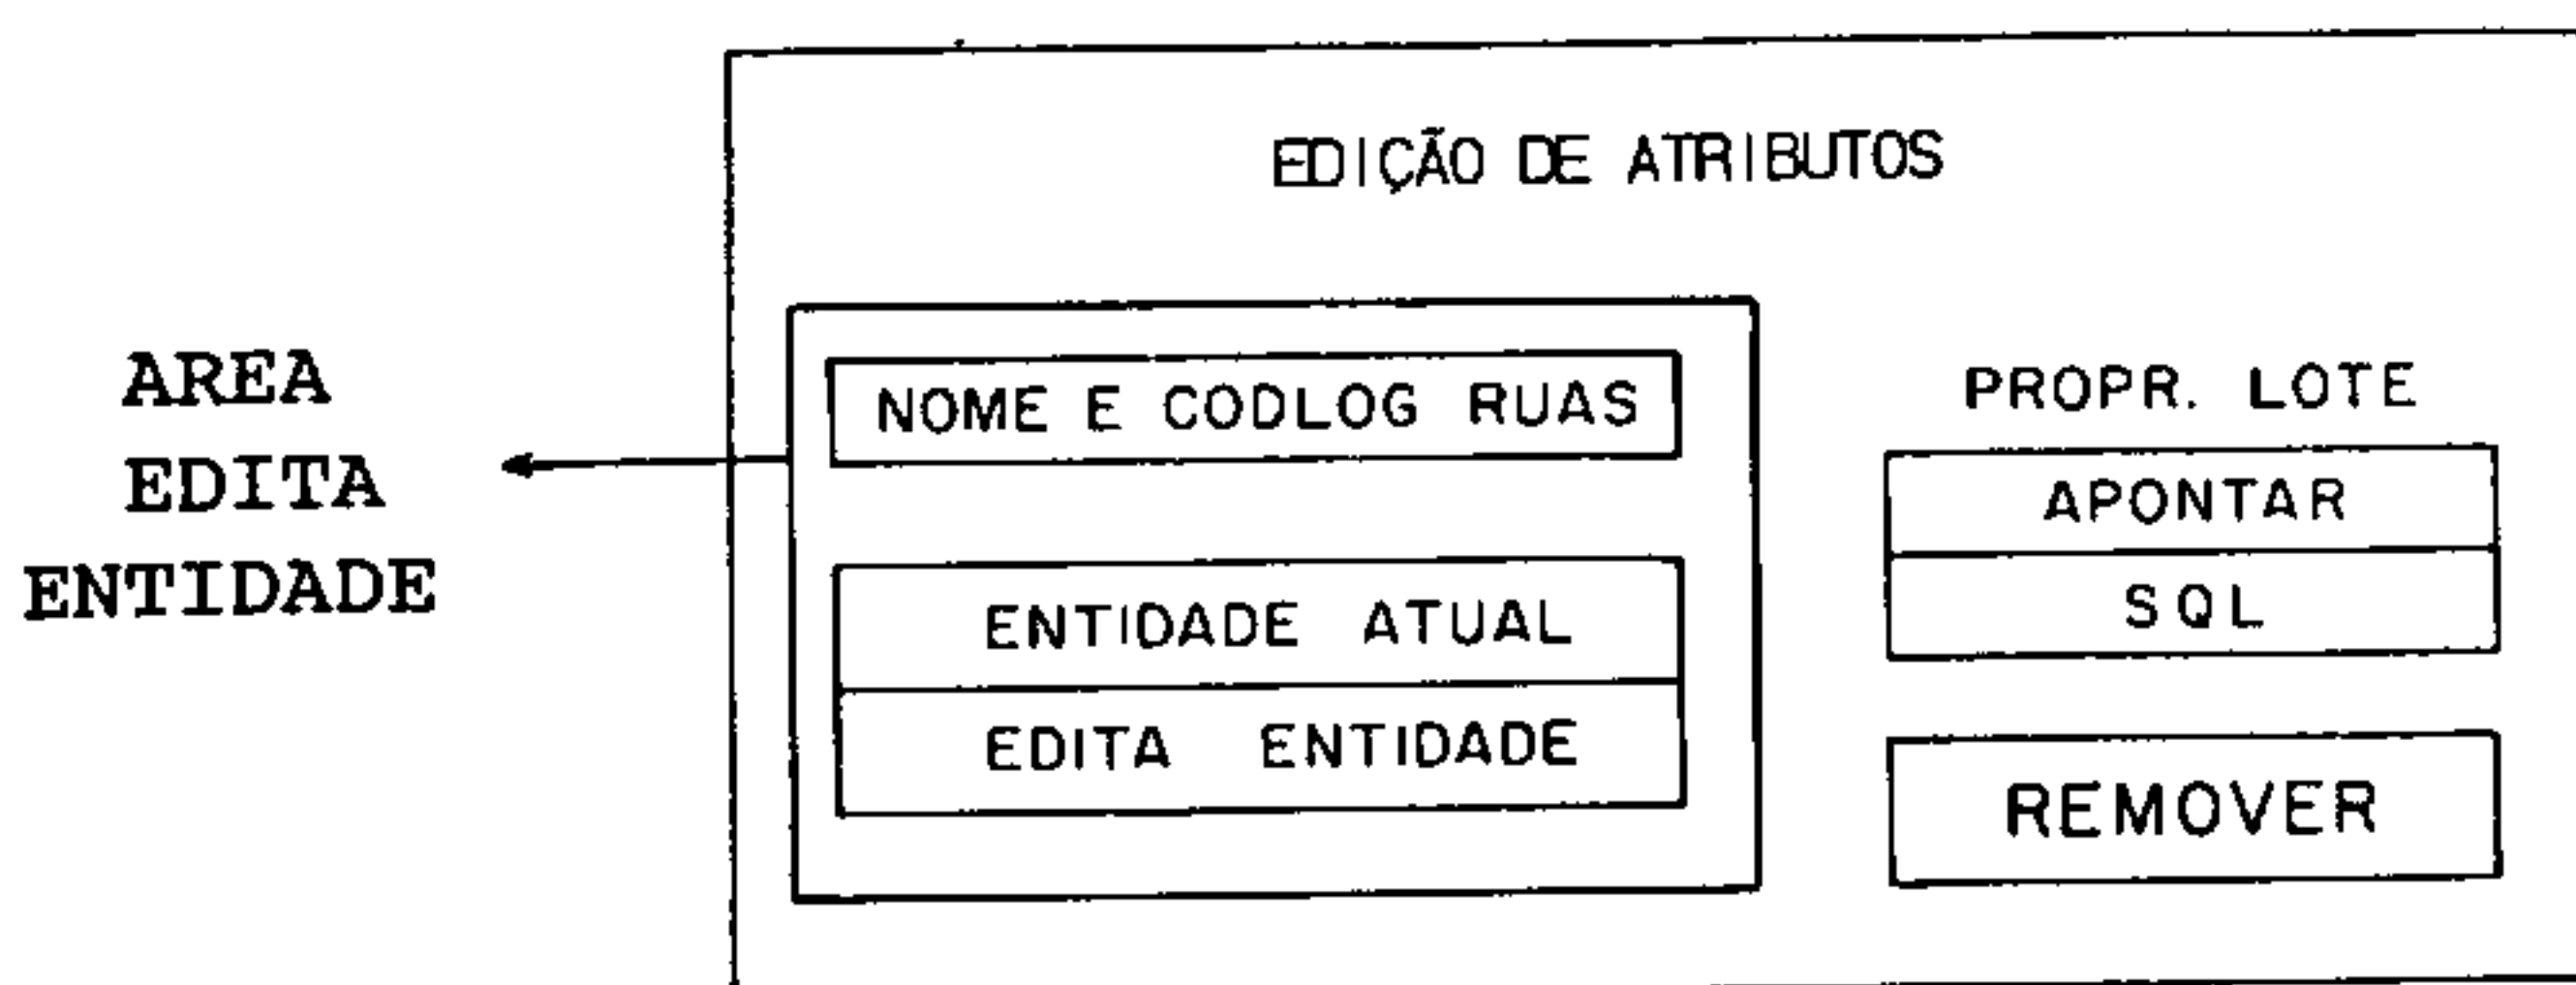 EDIÇÃO DE ATRIBUTOS
AREA
EDITA
ENTIDADE
NOME E CODLOG RUAS
ENTIDADE ATUAL
EDITA ENTIDADE
PROPR. LOTE
APONTAR
SQL
REMOVER